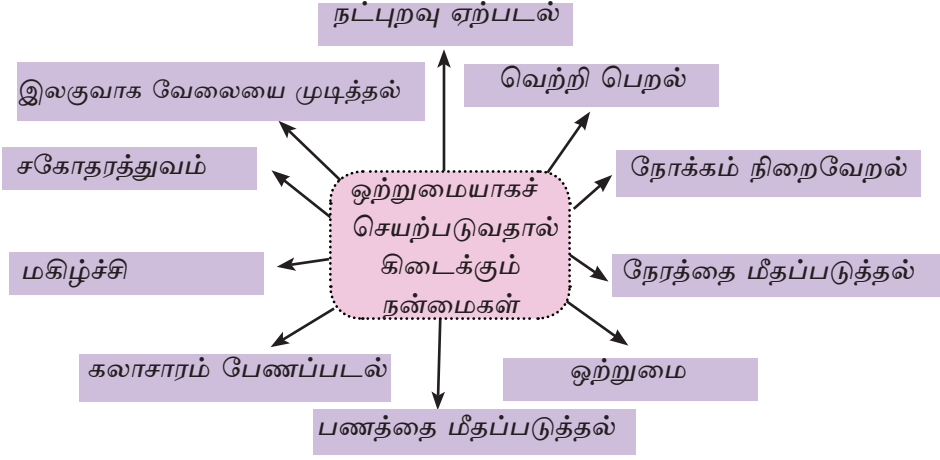 நட்புறவு ஏற்படல்
வெற்றி பெறல்
இலகுவாக வேலையை முடித்தல்
சகோதரத்துவம்
நோக்கம் நிறைவேறல்
ஒற்றுமையாகச்
செயற்படுவதால்
கிடைக்கும்
நன்மைகள்
மகிழ்ச்சி
நேரத்தை மீதப்படுத்தல்
கலாசாரம் பேணப்படல்
ஒற்றுமை
பணத்தை மீதப்படுத்தல்